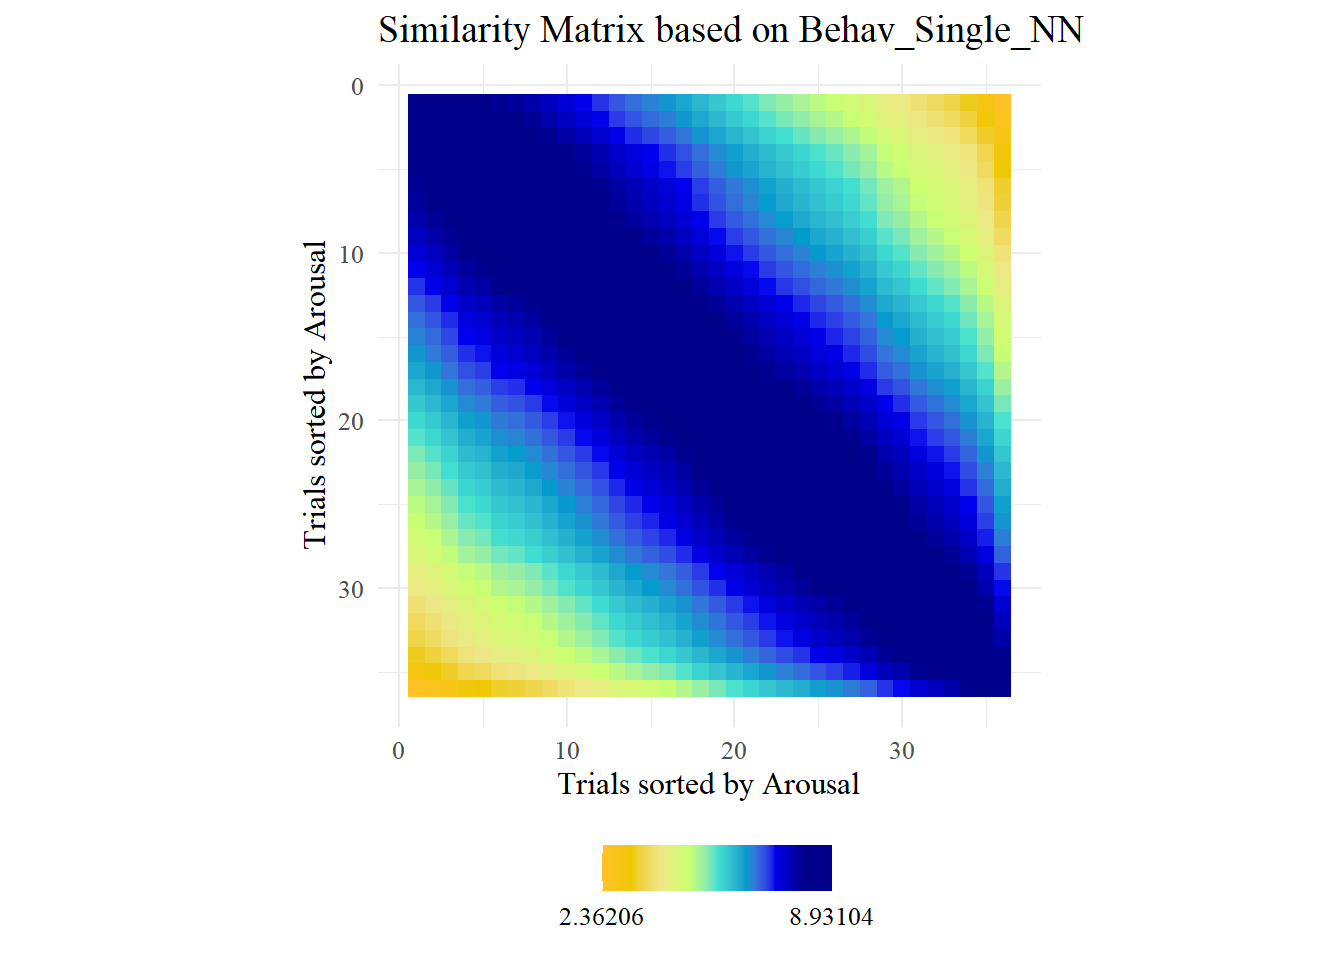 Similarity Matrix based on Behav_Single_NN
0
10
20
30
Trials sorted by Arousal
0 10 20 30
Trials sorted by Arousal
2.36206 8.93104